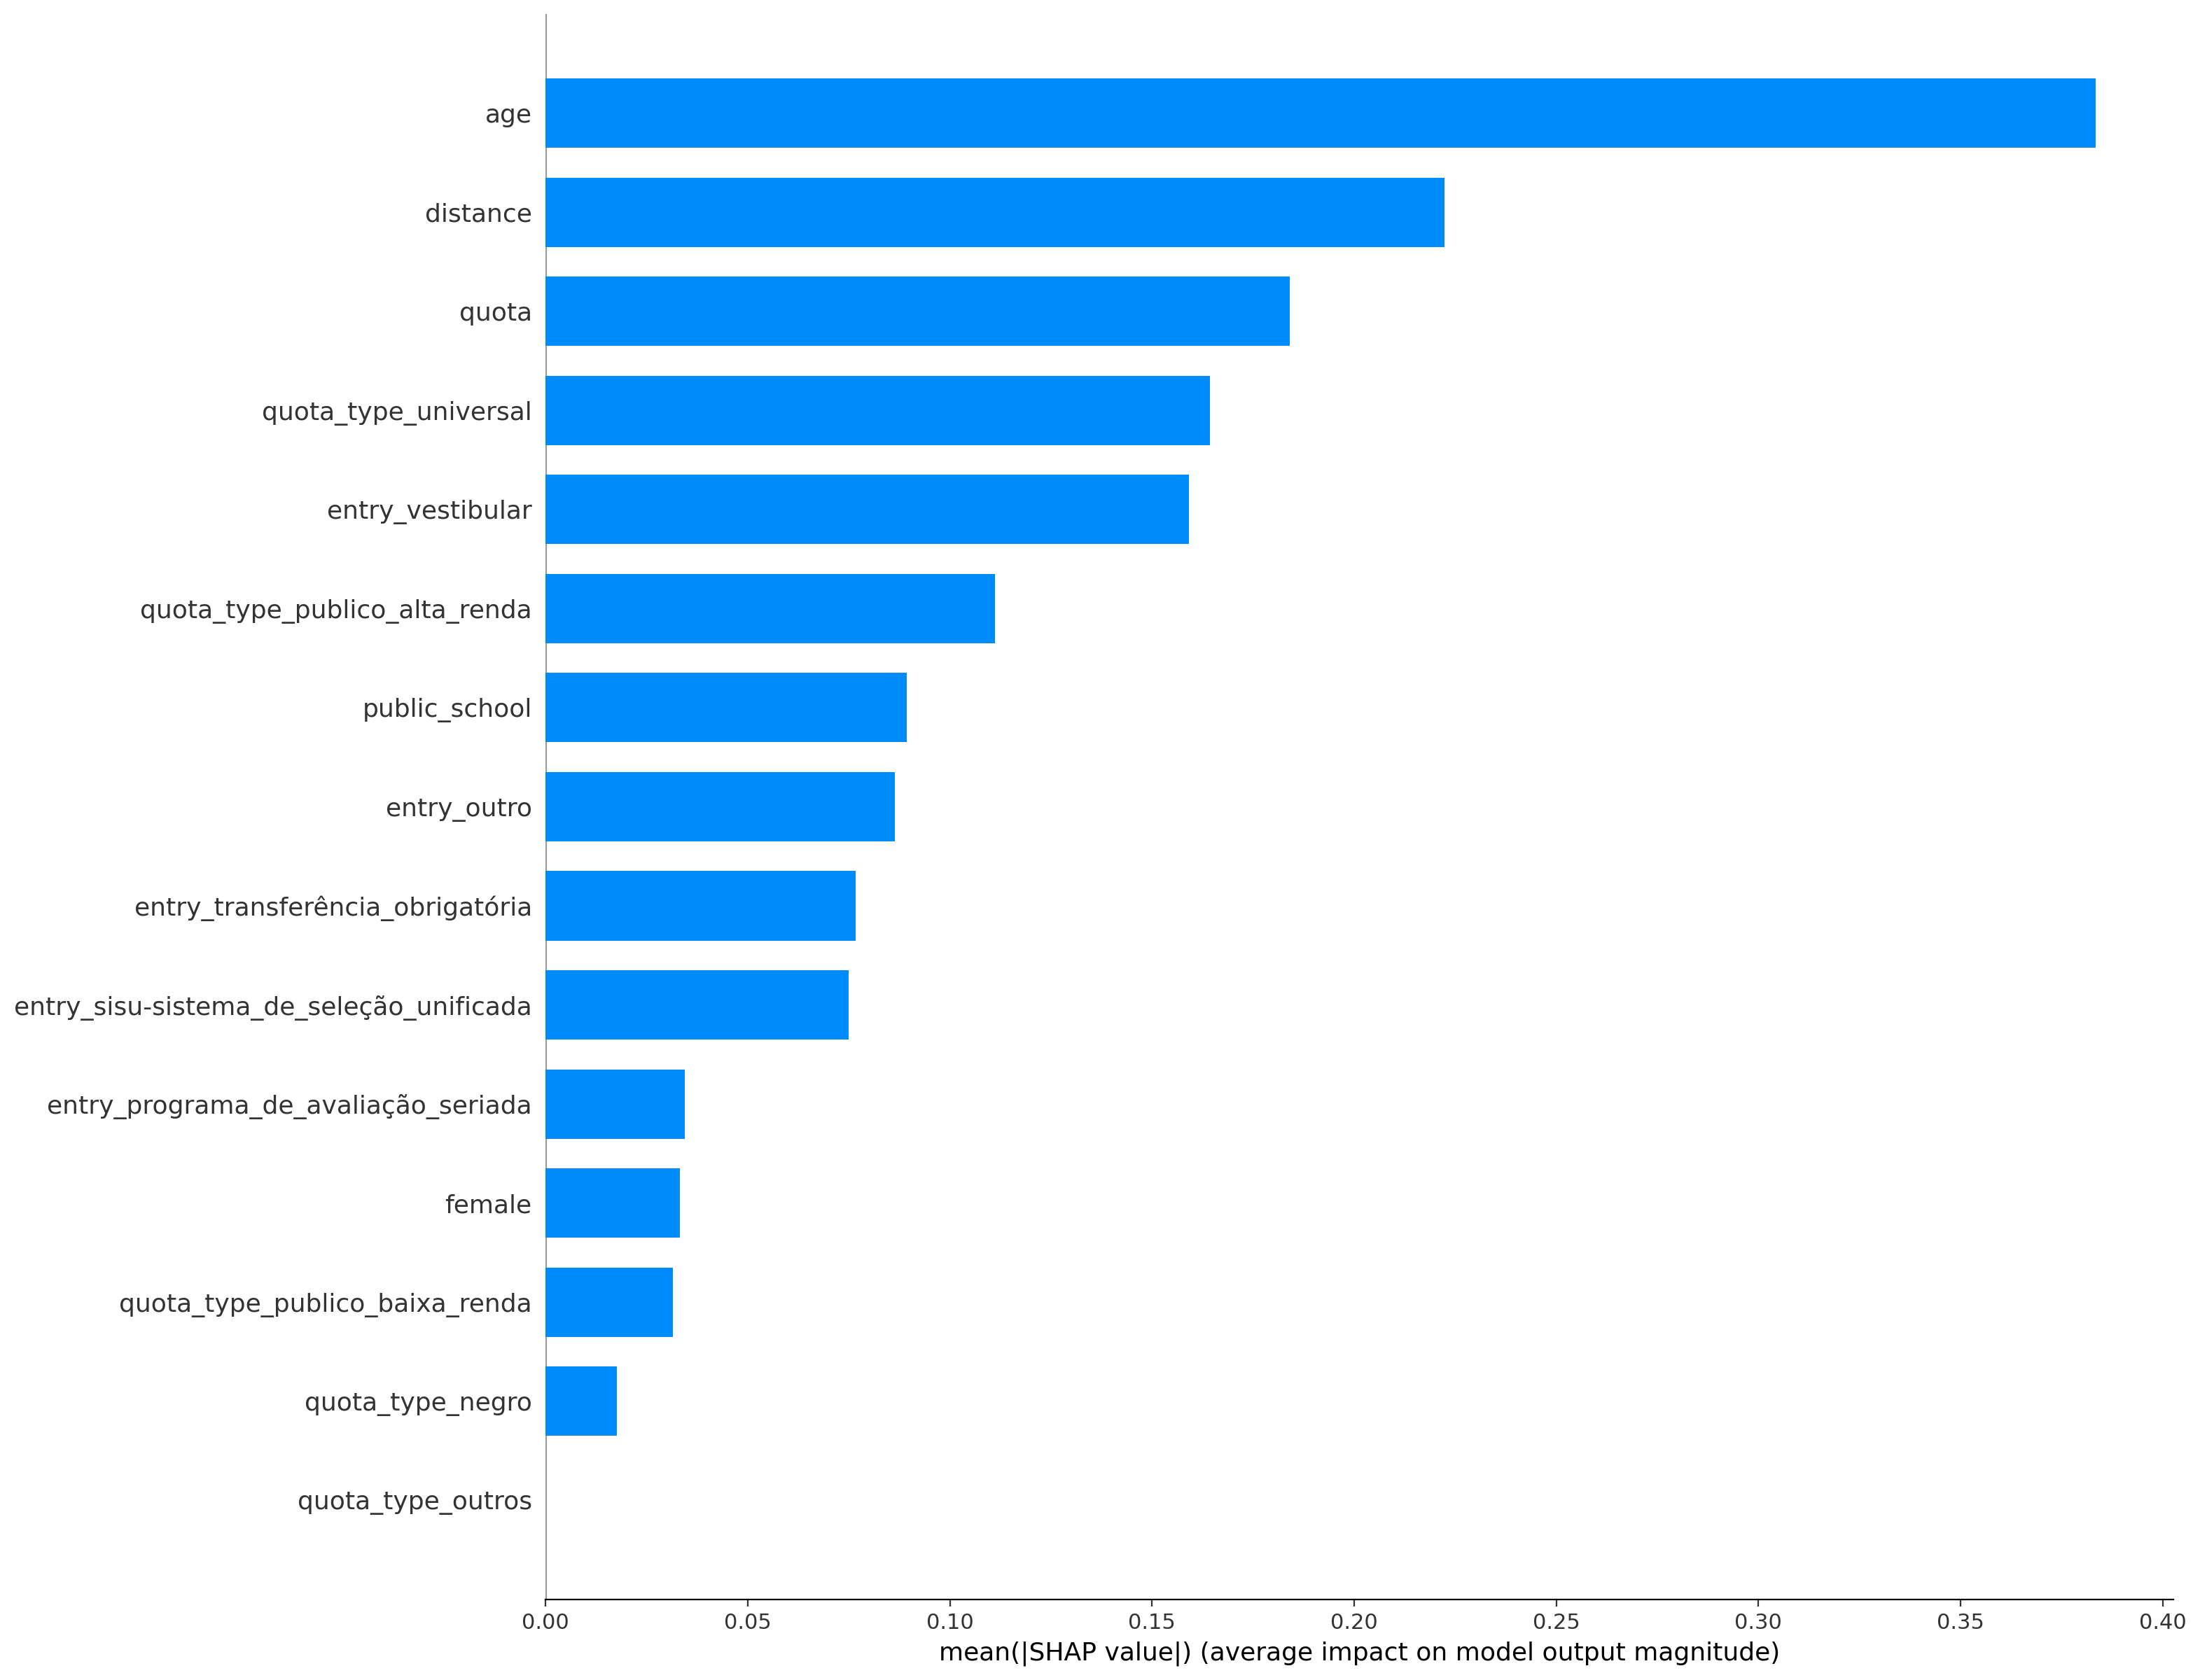 age
distance
quota
quota_type_universal
entry_vestibular
quota_type_publico_alta_renda
public_school
entry_outro
entry_transferência_obrigatória
entry_sisu-sistema_de_seleção_unificada
entry_programa_de_avaliação_seriada
female
quota_type_publico_baixa_renda
quota_type_negro
quota_type_outros
0.00 0.05 0.10 0.15 0.20 0.25 0.30 0.35 0.40
mean(|SHAP value|) (average impact on model output magnitude)